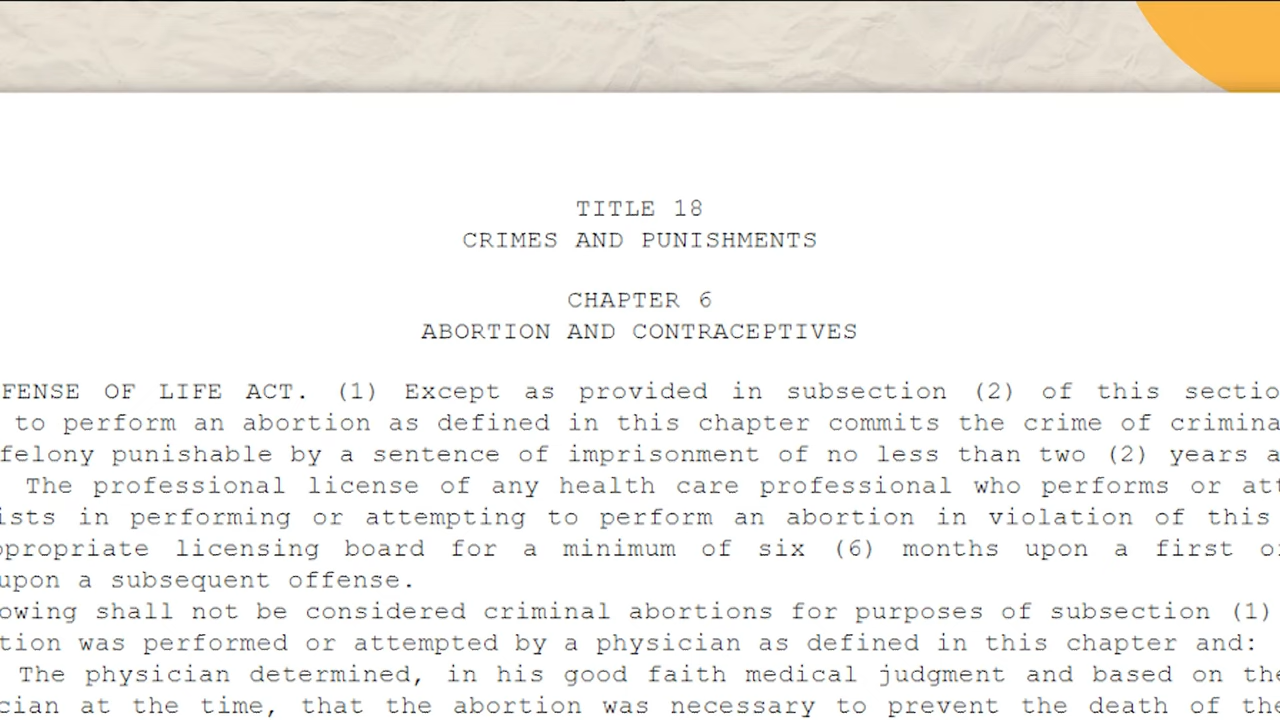 TITLE 18
CRIMES AND PUNISHMENTS
CHAPTER 6
ABORTION AND CONTRACEPTIVES
FENSE OF LIFE ACT. (1) Except as provided in subsection (2) of this sectio
to perform an abortion as defined in this chapter commits the crime of crimina
felony punishable by a sentence of imprisonment of no less than two (2) years a
The professional license of any health care professional who performs or att
ists in performing or attempting to perform an abortion in violation of this
ppropriate licensing board for a minimum of six (6) months upon a first o
upon a subsequent offense.
owing shall not be considered criminal abortions for purposes of subsection (1)
tion was performed or attempted by a physician as defined in this chapter and:
The physician determined, in his good faith medical judgment and based on the
cian at the time, that the abortion was necessary to prevent the death of the